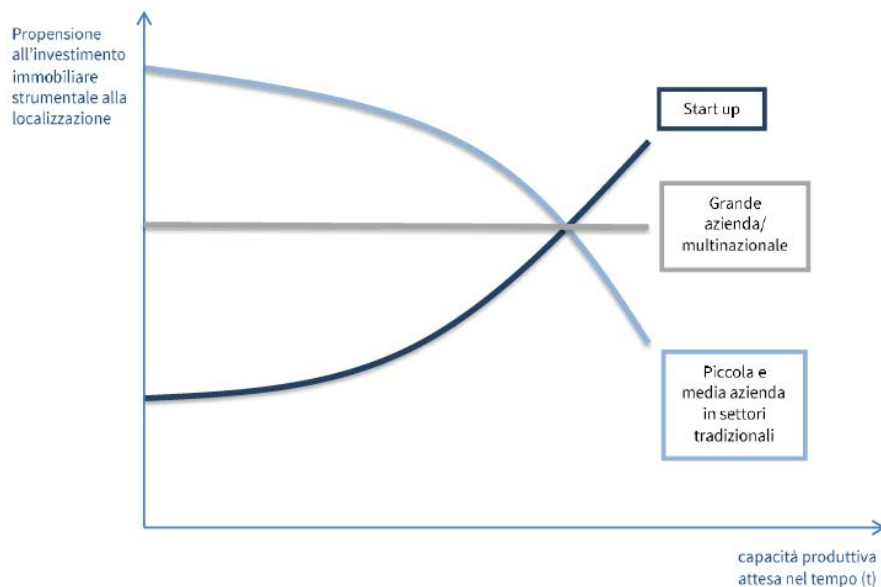 Propensione
all'investimento
immobiliare
strumentale alla
localizzazione
Start up
Grande
azienda/
multinazionale
Piccola e
media azienda
in settori
tradizionali
capacità produttiva
attesa nel tempo (t)